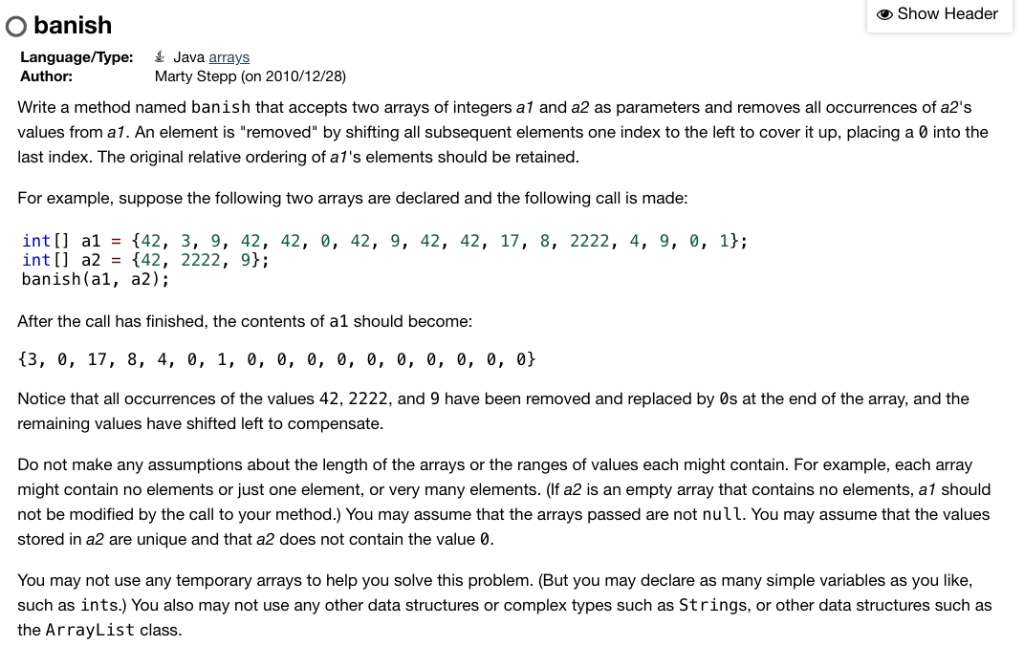 Show Header
banish
Language/Type: Java arrays
Author: Marty Stepp (on 2010/12/28)
Write a method named banish that accepts two arrays of integers a1 and a2 as parameters and removes all occurrences of a2's
values from a1. An element is "removed" by shifting all subsequent elements one index to the left to cover it up, placing a 0 into the
last index. The original relative ordering of a1's elements should be retained.
For example, suppose the following two arrays are declared and the following call is made:
int[] a1 = {42, 3, 9, 42, 42, 0, 42, 9, 42, 42, 17, 8, 2222, 4, 9, 0, 1};
int[] a2 = {42, 2222, 9};
banish(a1, a2);
After the call has finished, the contents of a1 should become:
{3, 0, 17, 8, 4, 0, 1, 0, 0, 0, 0, 0, 0, 0, 0, 0, 0}
Notice that all occurrences of the values 42, 2222, and 9 have been removed and replaced by 0s at the end of the array, and the
remaining values have shifted left to compensate.
Do not make any assumptions about the length of the arrays or the ranges of values each might contain. For example, each array
might contain no elements or just one element, or very many elements. (If a2 is an empty array that contains no elements, a1 should
not be modified by the call to your method.) You may assume that the arrays passed are not null. You may assume that the values
stored in a2 are unique and that a2 does not contain the value 0.
You may not use any temporary arrays to help you solve this problem. (But you may declare as many simple variables as you like,
such as ints.) You also may not use any other data structures or complex types such as Strings, or other data structures such as
the ArrayList class.